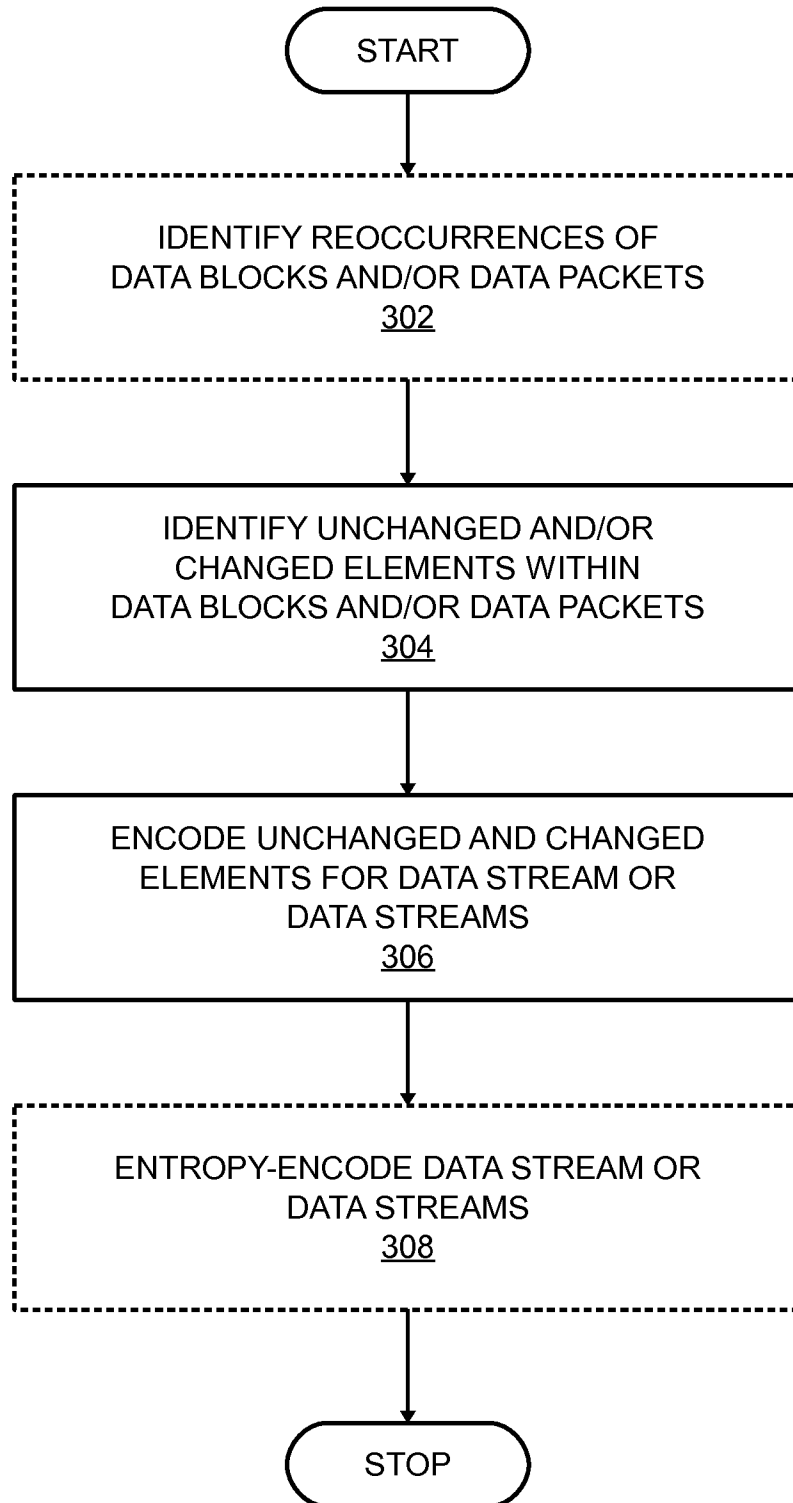 START
IDENTIFY REOCCURRENCES OF
DATA BLOCKS AND/OR DATA PACKETS
302
IDENTIFY UNCHANGED AND/OR
CHANGED ELEMENTS WITHIN
DATA BLOCKS AND/OR DATA PACKETS
304
ENCODE UNCHANGED AND CHANGED
ELEMENTS FOR DATA STREAM OR
DATA STREAMS
306
ENTROPY-ENCODE DATA STREAM OR
DATA STREAMS
308
STOP